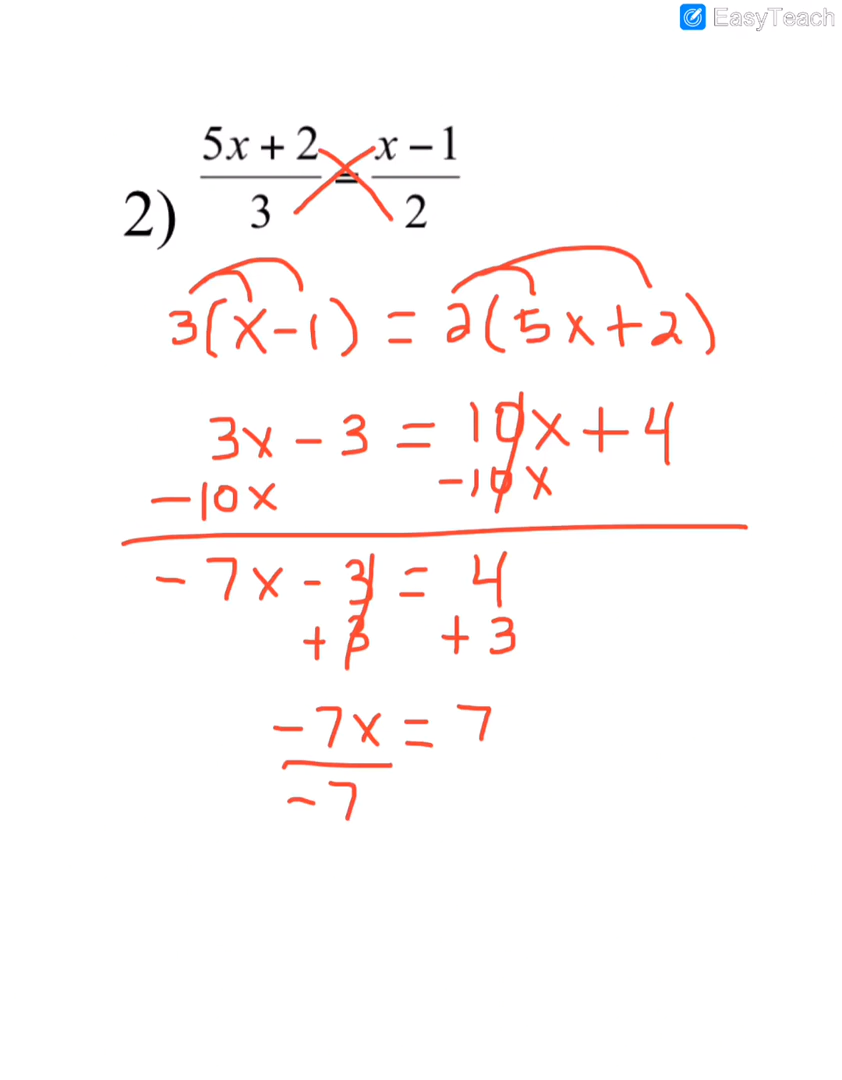 EasyTeach
2) (5x + 2)/3 = (x − 1)/2
3(x − 1) = 2(5x + 2)
3x − 3 = 10x + 4
−10x −10x
−7x − 3 = 4
+ 3 + 3
−7x = 7
−7